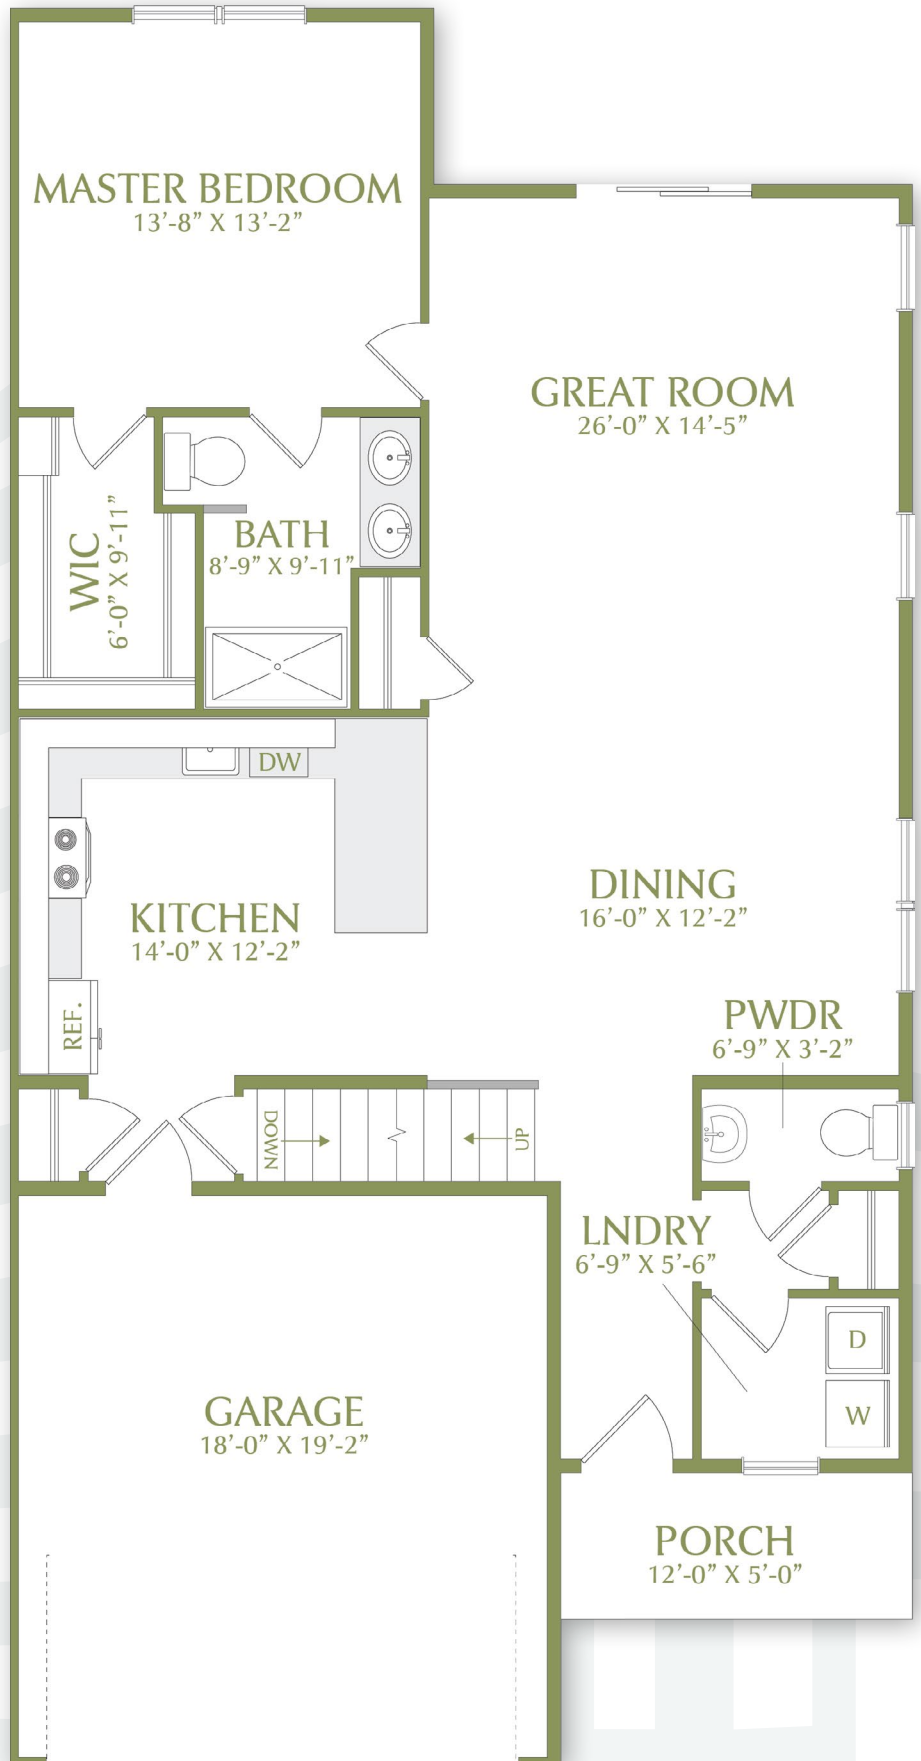 MASTER BEDROOM
13'-8" X 13'-2"
GREAT ROOM
26'-0" X 14'-5"
WIC
6'-0" X 9'-11"
BATH
8'-9" X 9'-11"
DW
KITCHEN
14'-0" X 12'-2"
REF.
DINING
16'-0" X 12'-2"
PWDR
6'-9" X 3'-2"
DOWN
UP
LNDRY
6'-9" X 5'-6"
D
W
GARAGE
18'-0" X 19'-2"
PORCH
12'-0" X 5'-0"